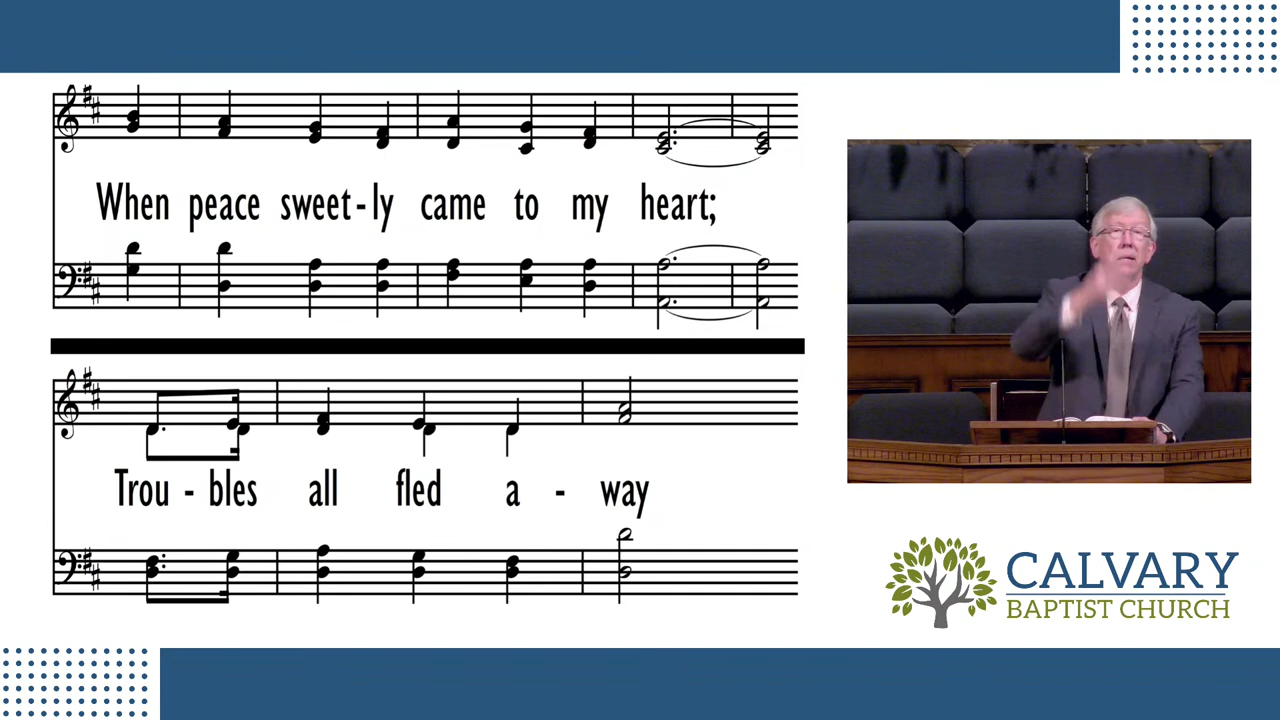 When peace sweet - ly came to my heart;
Trou - bles all fled a - way
CALVARY
BAPTIST CHURCH